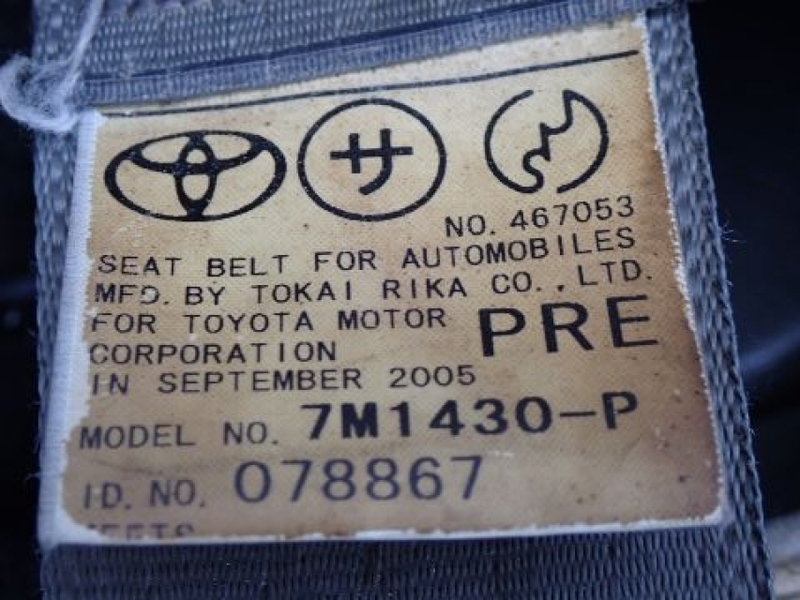 サ
NO. 467053
SEAT BELT FOR AUTOMOBILES
MFD. BY TOKAI RIKA CO., LTD.
FOR TOYOTA MOTOR
CORPORATION
PRE
IN SEPTEMBER 2005
MODEL NO. 7M1430-P
I.D. NO. 078867